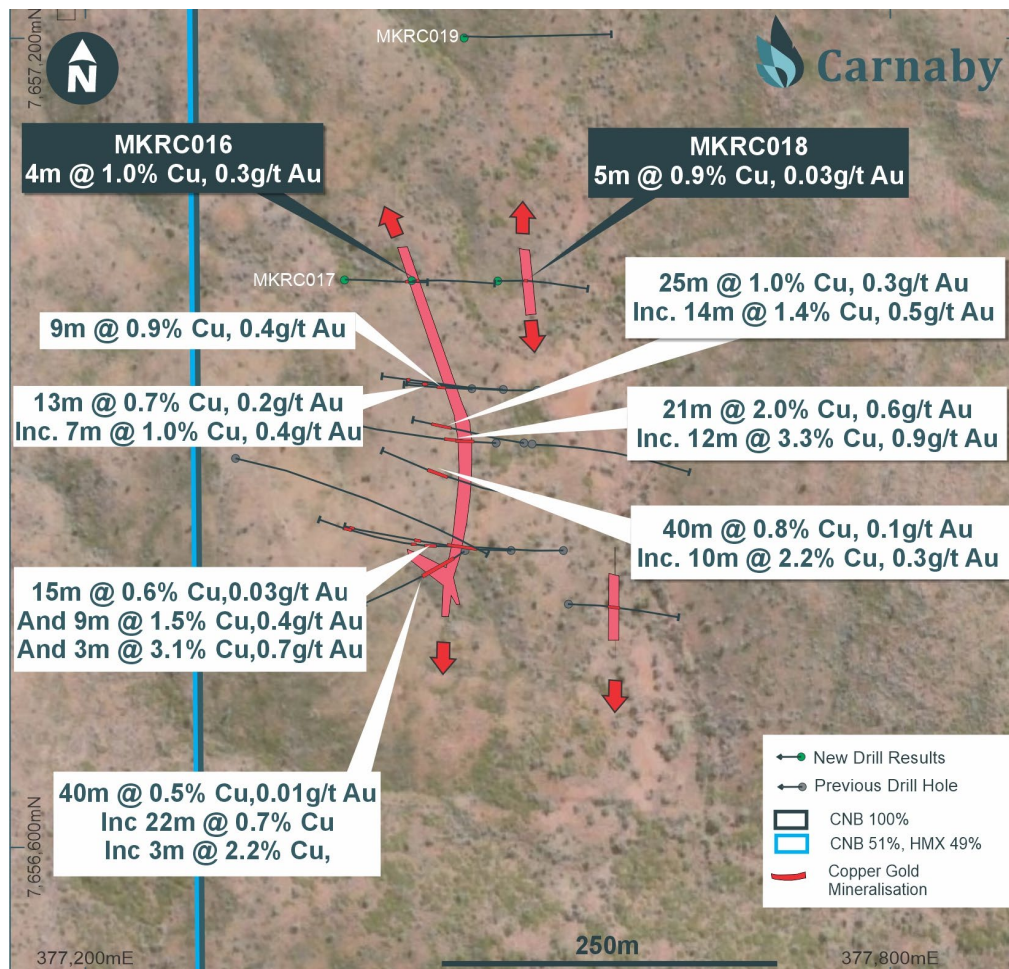 MKRC019
Carnaby
7,657,200mN
N
MKRC016
4m @ 1.0% Cu, 0.3g/t Au
MKRC018
5m @ 0.9% Cu, 0.03g/t Au
MKRC017
25m @ 1.0% Cu, 0.3g/t Au
Inc. 14m @ 1.4% Cu, 0.5g/t Au
9m @ 0.9% Cu, 0.4g/t Au
13m @ 0.7% Cu, 0.2g/t Au
Inc. 7m @ 1.0% Cu, 0.4g/t Au
21m @ 2.0% Cu, 0.6g/t Au
Inc. 12m @ 3.3% Cu, 0.9g/t Au
40m @ 0.8% Cu, 0.1g/t Au
Inc. 10m @ 2.2% Cu, 0.3g/t Au
15m @ 0.6% Cu,0.03g/t Au
And 9m @ 1.5% Cu,0.4g/t Au
And 3m @ 3.1% Cu,0.7g/t Au
40m @ 0.5% Cu,0.01g/t Au
Inc 22m @ 0.7% Cu
Inc 3m @ 2.2% Cu,
New Drill Results
Previous Drill Hole
CNB 100%
CNB 51%, HMX 49%
Copper Gold
Mineralisation
7,656,600mN
377,200mE
250m
377,800mE